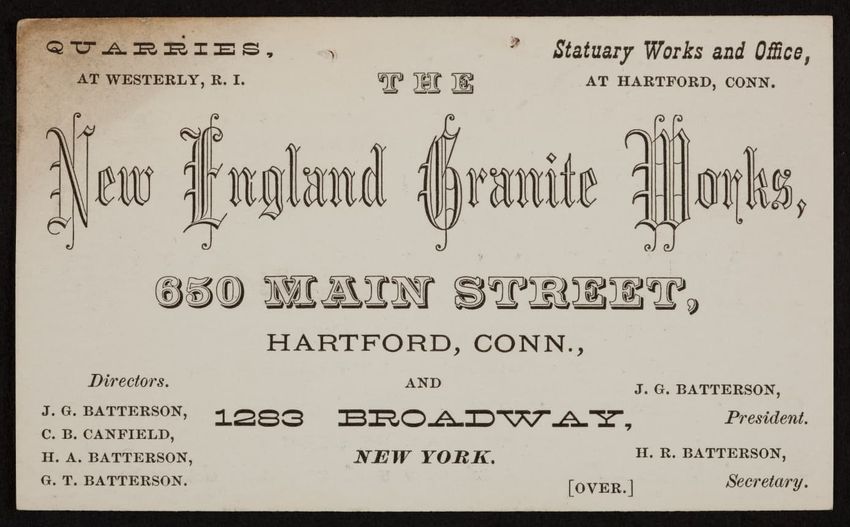 QUARRIES,
AT WESTERLY, R. I.
Statuary Works and Office,
AT HARTFORD, CONN.
THE
New England Granite Works,
650 MAIN STREET,
HARTFORD, CONN.,
AND
1283 BROADWAY,
NEW YORK.
Directors.
J. G. BATTERSON,
C. B. CANFIELD,
H. A. BATTERSON,
G. T. BATTERSON.
J. G. BATTERSON,
President.
H. R. BATTERSON,
Secretary.
[OVER.]